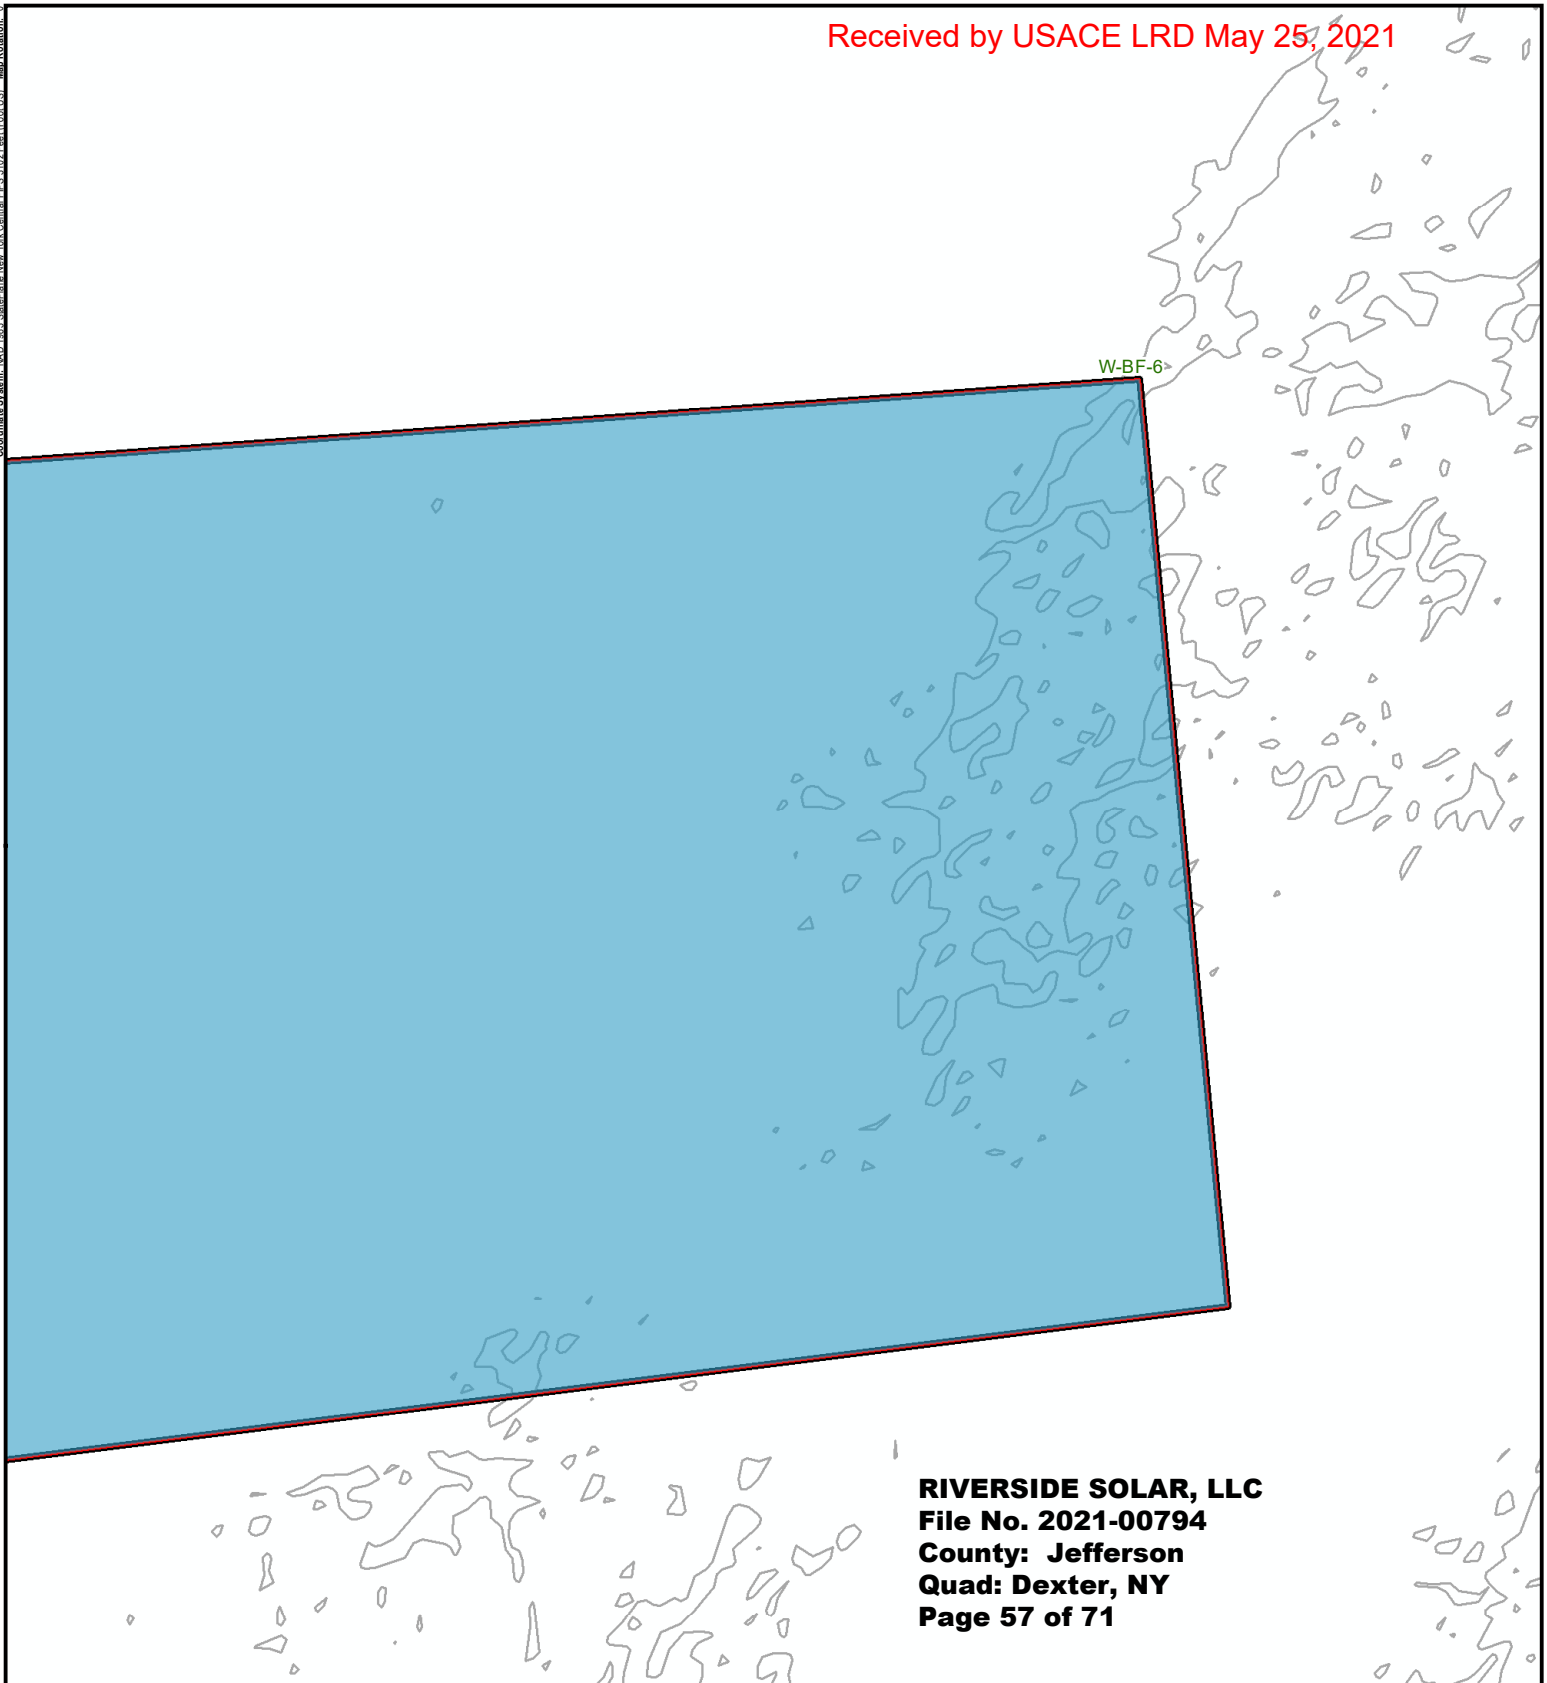 Received by USACE LRD May 25, 2021
W-BF-6
RIVERSIDE SOLAR, LLC
File No. 2021-00794
County: Jefferson
Quad: Dexter, NY
Page 57 of 71